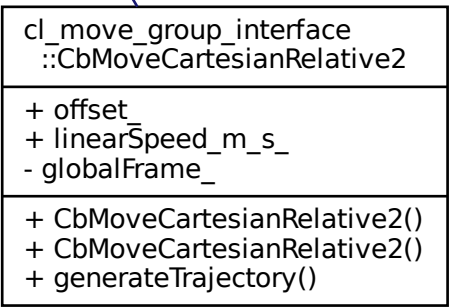 cl_move_group_interface
::CbMoveCartesianRelative2
+ offset_
+ linearSpeed_m_s_
- globalFrame_
+ CbMoveCartesianRelative2()
+ CbMoveCartesianRelative2()
+ generateTrajectory()